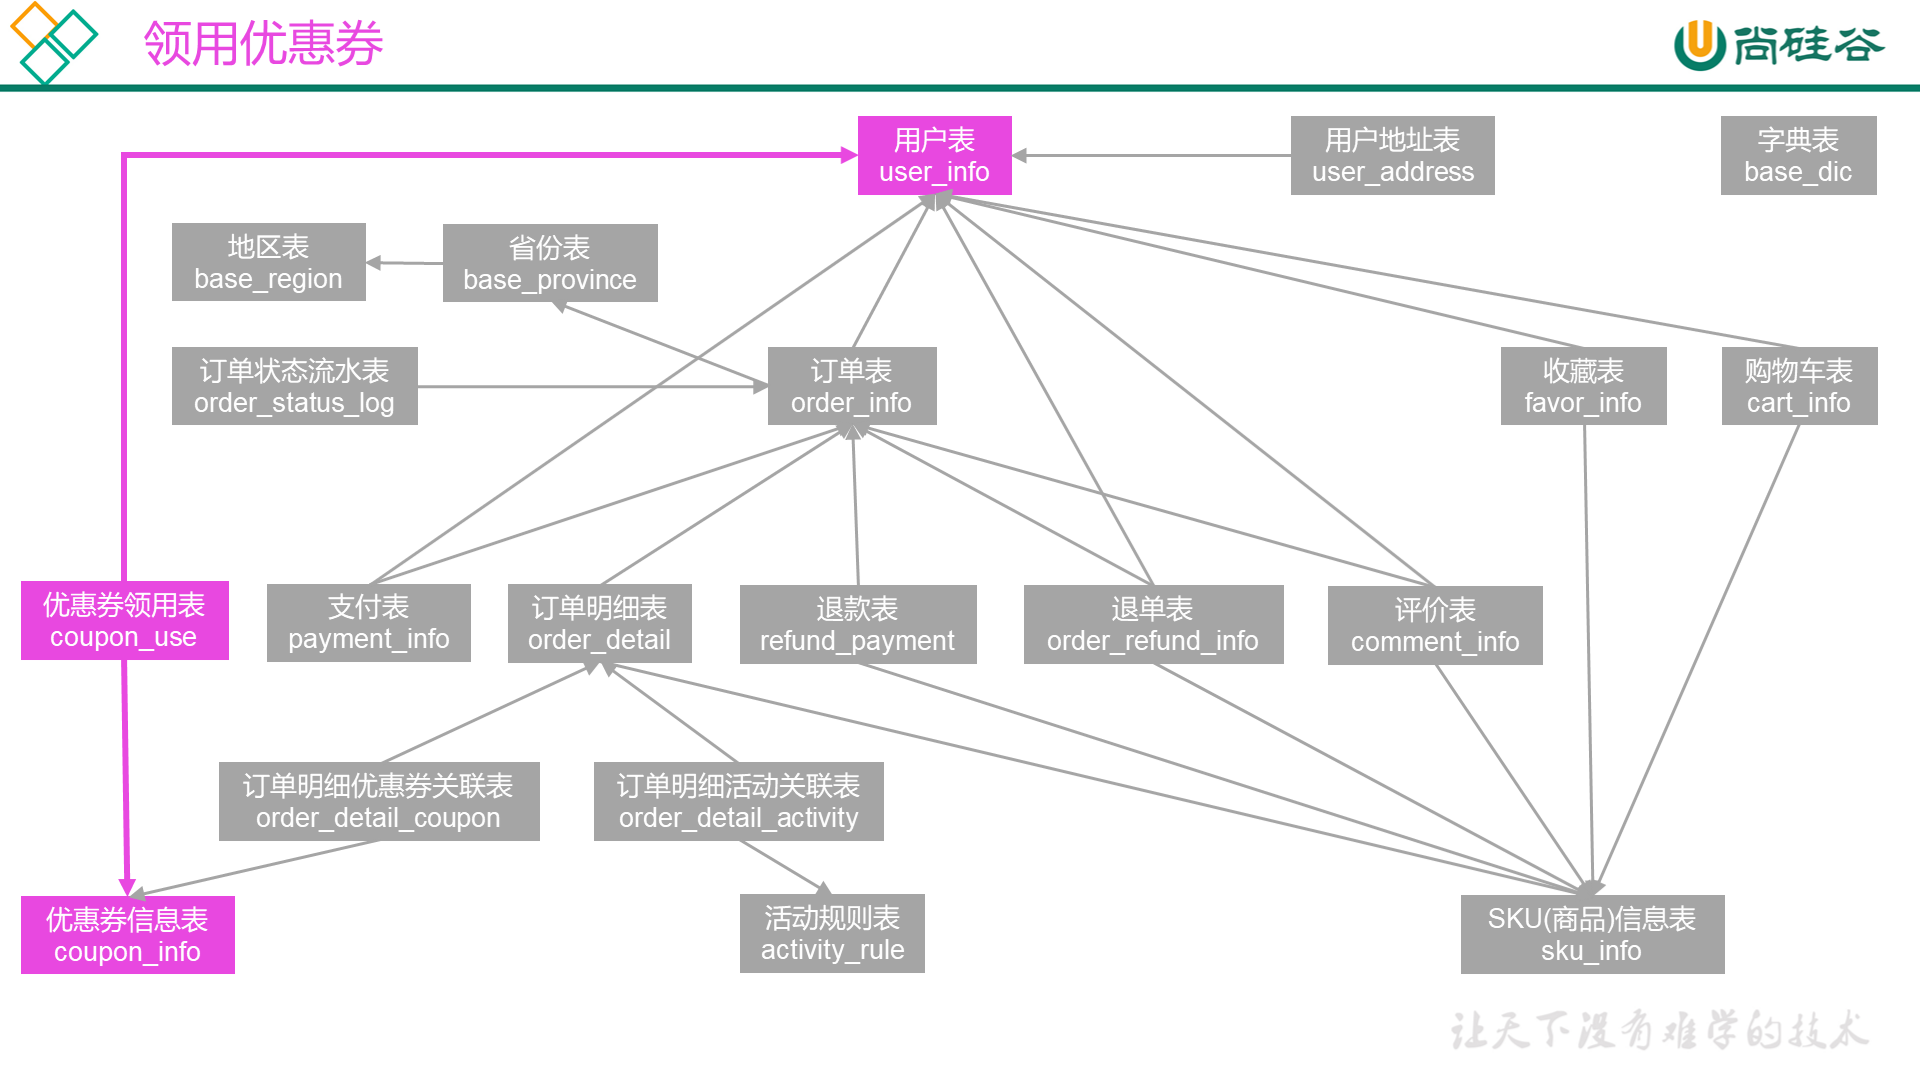 领用优惠券
尚硅谷
用户表
user_info
用户地址表
user_address
字典表
base_dic
地区表
base_region
省份表
base_province
订单状态流水表
order_status_log
订单表
order_info
收藏表
favor_info
购物车表
cart_info
优惠券领用表
coupon_use
支付表
payment_info
订单明细表
order_detail
退款表
refund_payment
退单表
order_refund_info
评价表
comment_info
订单明细优惠券关联表
order_detail_coupon
订单明细活动关联表
order_detail_activity
优惠券信息表
coupon_info
活动规则表
activity_rule
SKU(商品)信息表
sku_info
让天下没有难学的技术